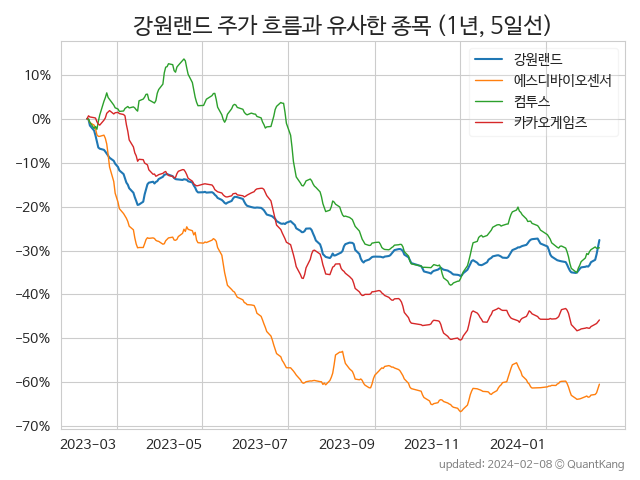 강원랜드 주가 흐름과 유사한 종목 (1년, 5일선)
강원랜드
에스디바이오센서
컴투스
카카오게임즈
10%
0%
−10%
−20%
−30%
−40%
−50%
−60%
−70%
2023-03 2023-05 2023-07 2023-09 2023-11 2024-01
updated: 2024-02-08 © QuantKang